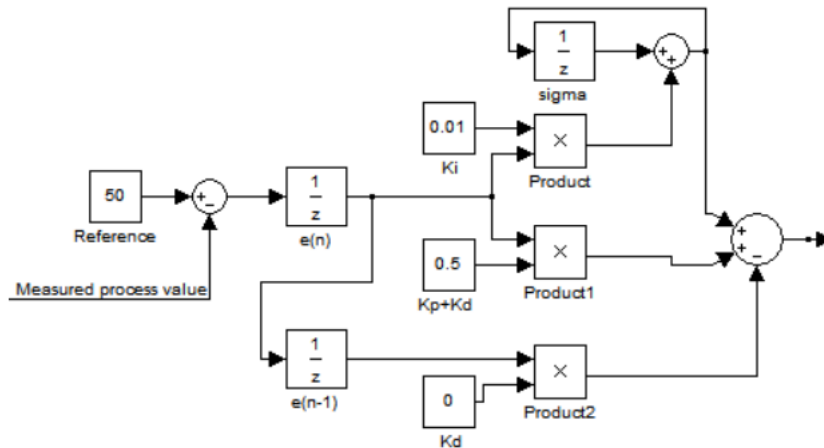 1
z
sigma
+
+
0.01
Ki
×
Product
50
Reference
+
−
1
z
e(n)
Measured process value
0.5
Kp+Kd
×
Product1
+
+
−
1
z
e(n-1)
0
Kd
×
Product2